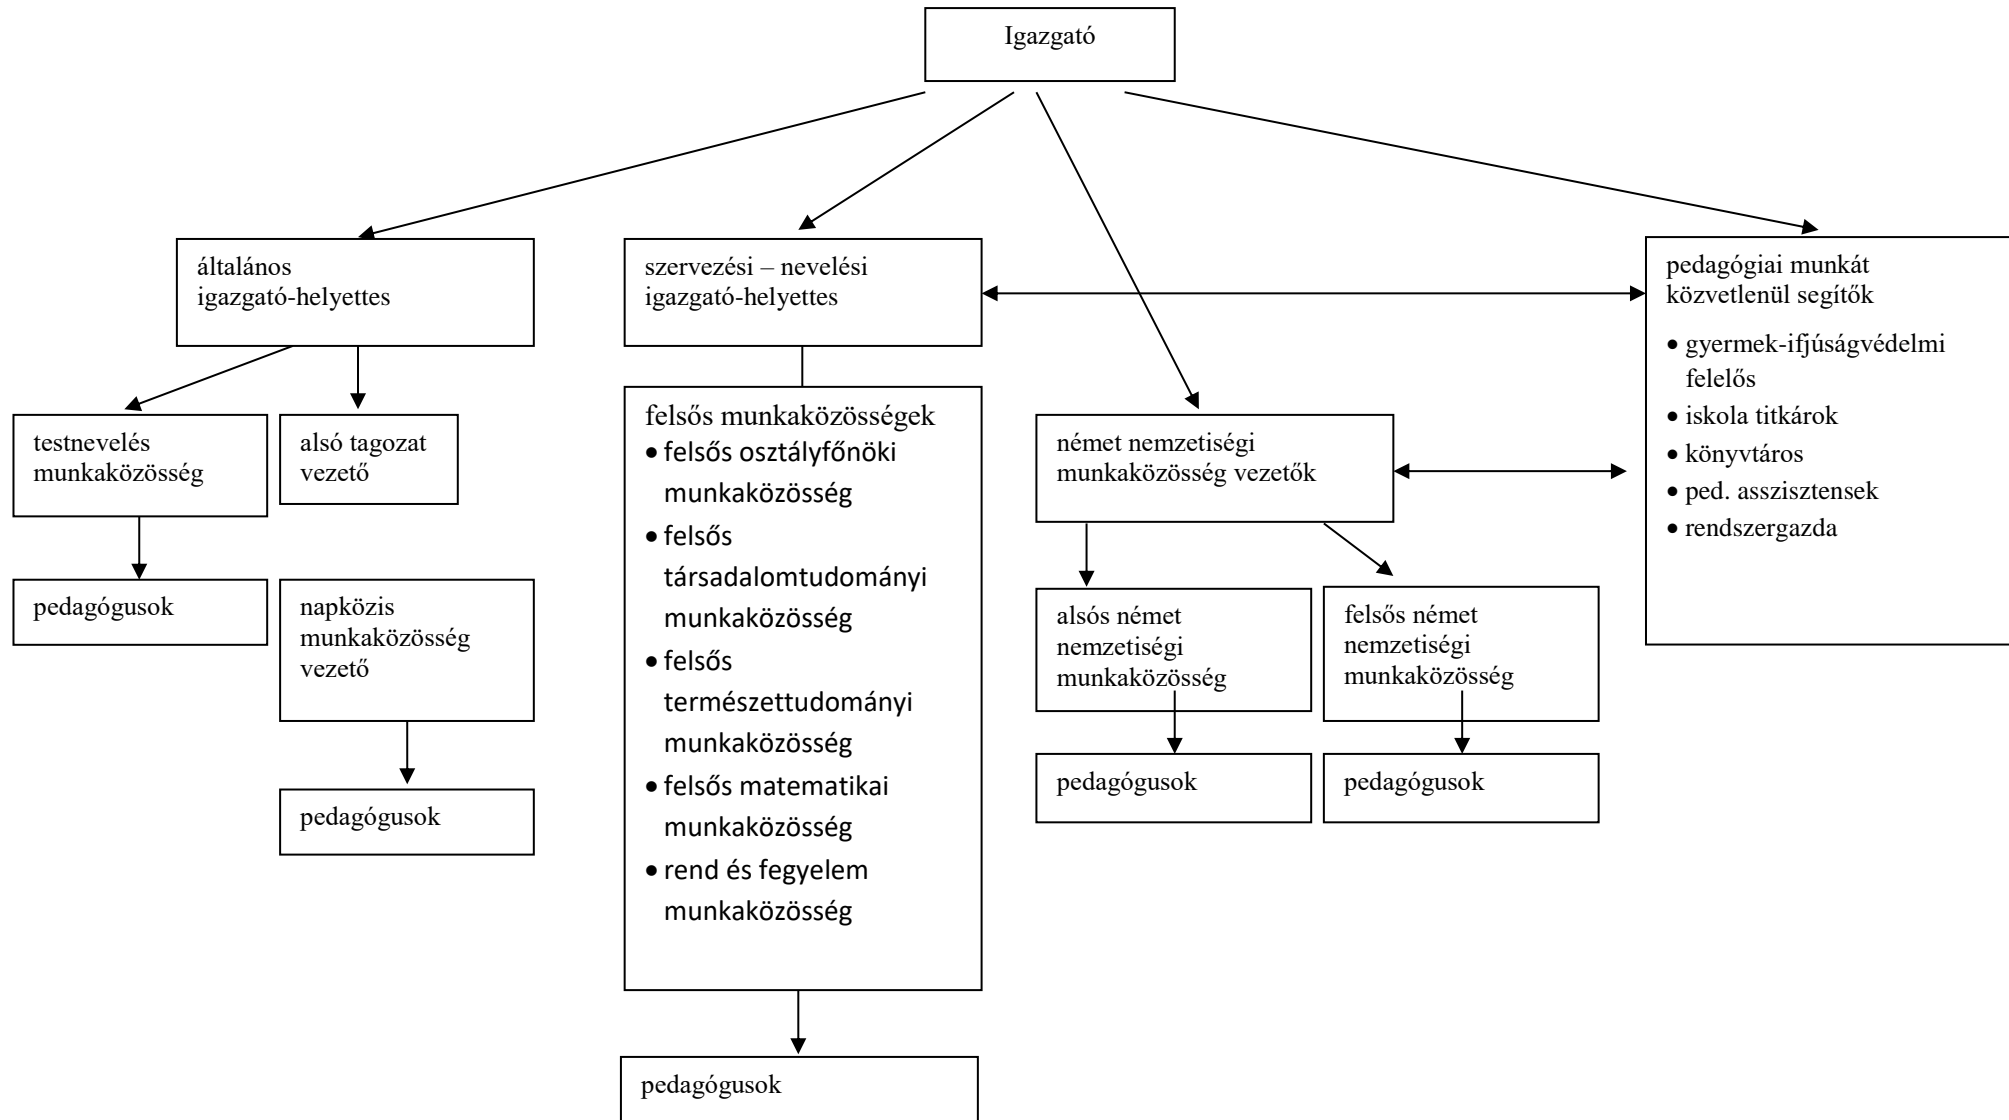 Igazgató
általános
igazgató-helyettes
szervezési – nevelési
igazgató-helyettes
pedagógiai munkát
közvetlenül segítők
• gyermek-ifjúságvédelmi
felelős
• iskola titkárok
• könyvtáros
• ped. asszisztensek
• rendszergazda
testnevelés
munkaközösség
alsó tagozat
vezető
felsős munkaközösségek
• felsős osztályfőnöki
munkaközösség
• felsős
társadalomtudományi
munkaközösség
• felsős
természettudományi
munkaközösség
• felsős matematikai
munkaközösség
• rend és fegyelem
munkaközösség
német nemzetiségi
munkaközösség vezetők
pedagógusok
napközis
munkaközösség
vezető
alsós német
nemzetiségi
munkaközösség
felsős német
nemzetiségi
munkaközösség
pedagógusok
pedagógusok
pedagógusok
pedagógusok